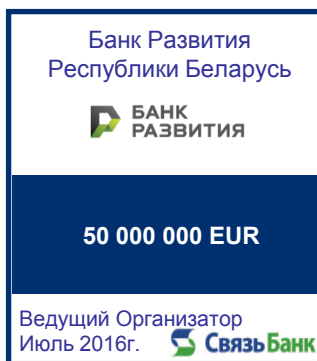 Банк Развития
Республики Беларусь
БАНК
РАЗВИТИЯ
50 000 000 EUR
Ведущий Организатор
Июль 2016г. СвязьБанк